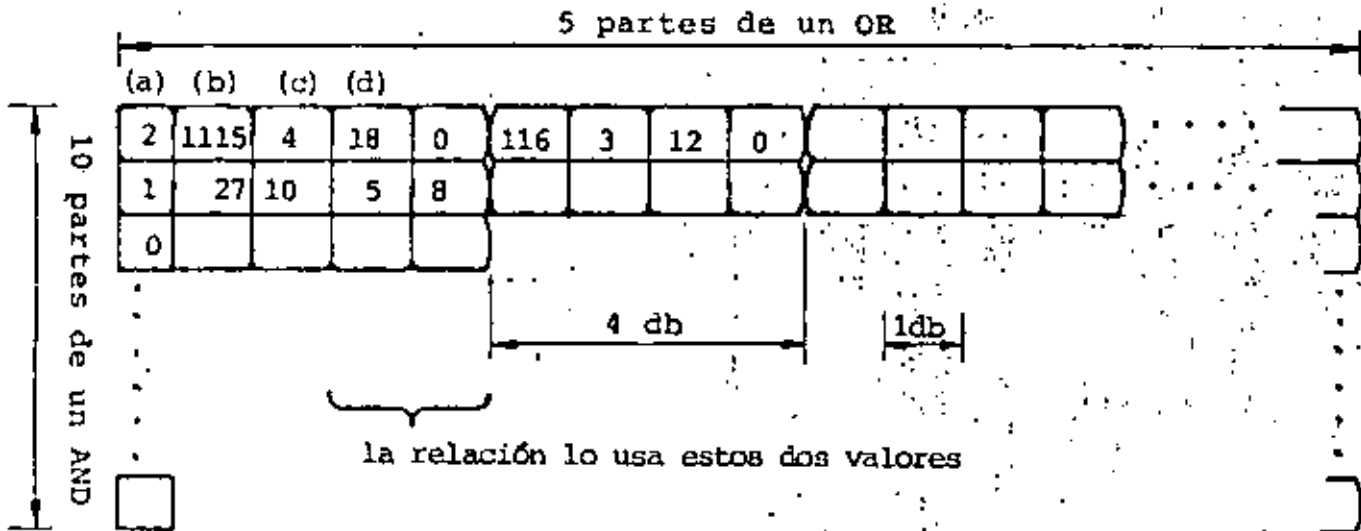 5 partes de un OR
(a) (b) (c) (d)
2 1115 4 18 0 116 3 12 0
1 27 10 5 8
0
10 partes de un AND
4 db 1db
la relación lo usa estos dos valores